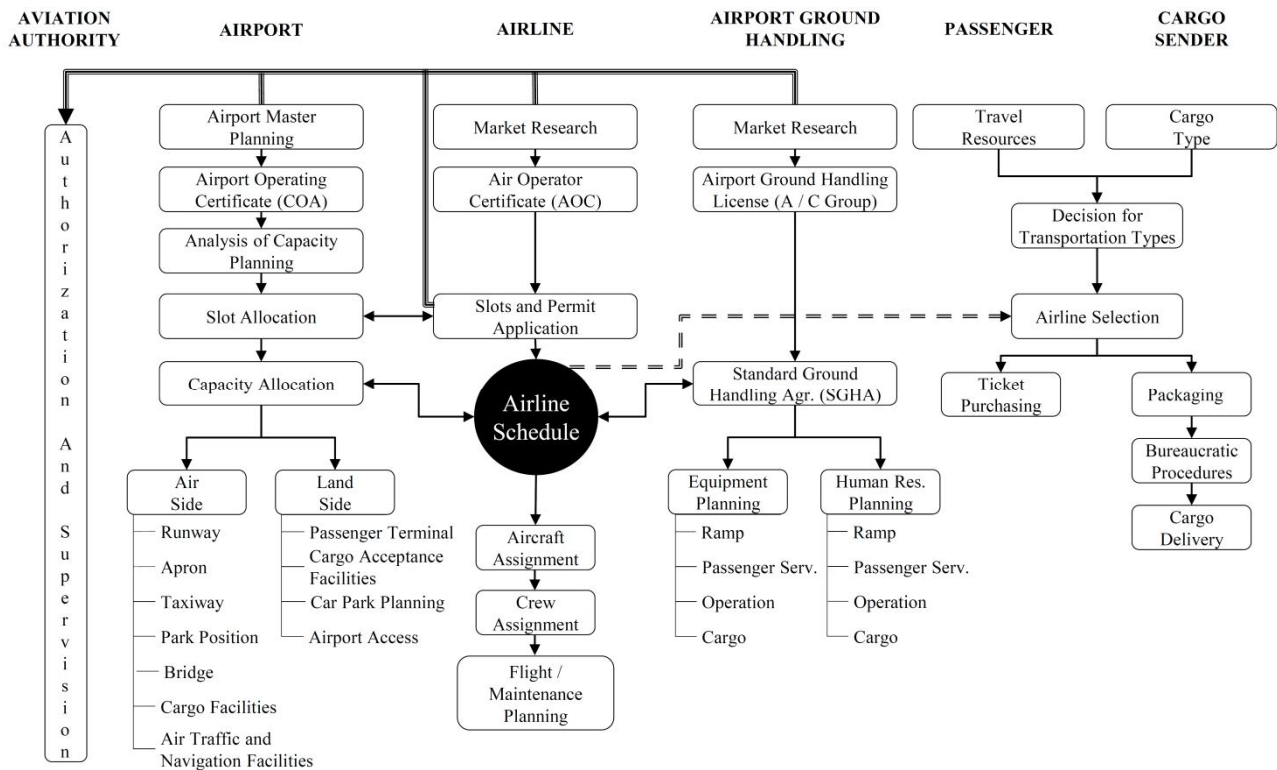 AVIATION
AUTHORITY
AIRPORT
AIRLINE
AIRPORT GROUND
HANDLING
PASSENGER
CARGO
SENDER
Authorization And Supervision
Airport Master
Planning
Airport Operating
Certificate (COA)
Analysis of Capacity
Planning
Slot Allocation
Capacity Allocation
Air
Side
Runway
Apron
Taxiway
Park Position
Bridge
Cargo Facilities
Air Traffic and
Navigation Facilities
Land
Side
Passenger Terminal
Cargo Acceptance
Facilities
Car Park Planning
Airport Access
Market Research
Air Operator
Certificate (AOC)
Slots and Permit
Application
Airline
Schedule
Aircraft
Assignment
Crew
Assignment
Flight /
Maintenance
Planning
Market Research
Airport Ground Handling
License (A / C Group)
Standard Ground
Handling Agr. (SGHA)
Equipment
Planning
Ramp
Passenger Serv.
Operation
Cargo
Human Res.
Planning
Ramp
Passenger Serv.
Operation
Cargo
Travel
Resources
Cargo
Type
Decision for
Transportation Types
Airline Selection
Ticket
Purchasing
Packaging
Bureaucratic
Procedures
Cargo
Delivery